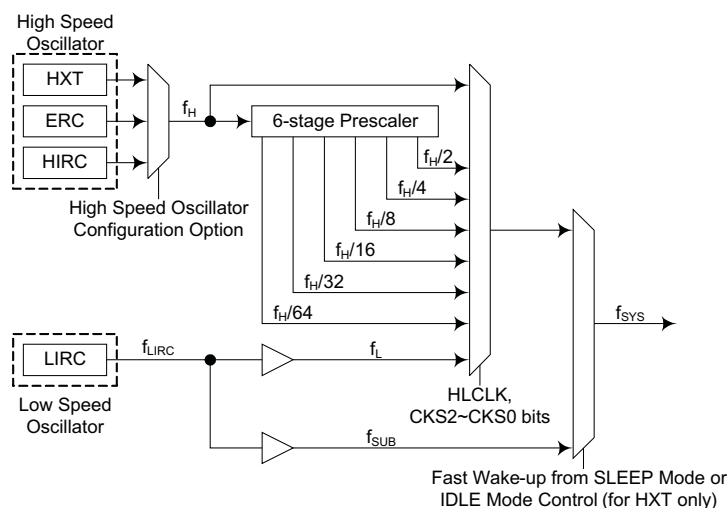 High Speed
Oscillator
HXT
ERC
HIRC
fH
6-stage Prescaler
fH/2
fH/4
fH/8
fH/16
fH/32
fH/64
High Speed Oscillator
Configuration Option
LIRC
fLIRC
fL
Low Speed
Oscillator
HLCLK,
CKS2~CKS0 bits
fSUB
fSYS
Fast Wake-up from SLEEP Mode or
IDLE Mode Control (for HXT only)